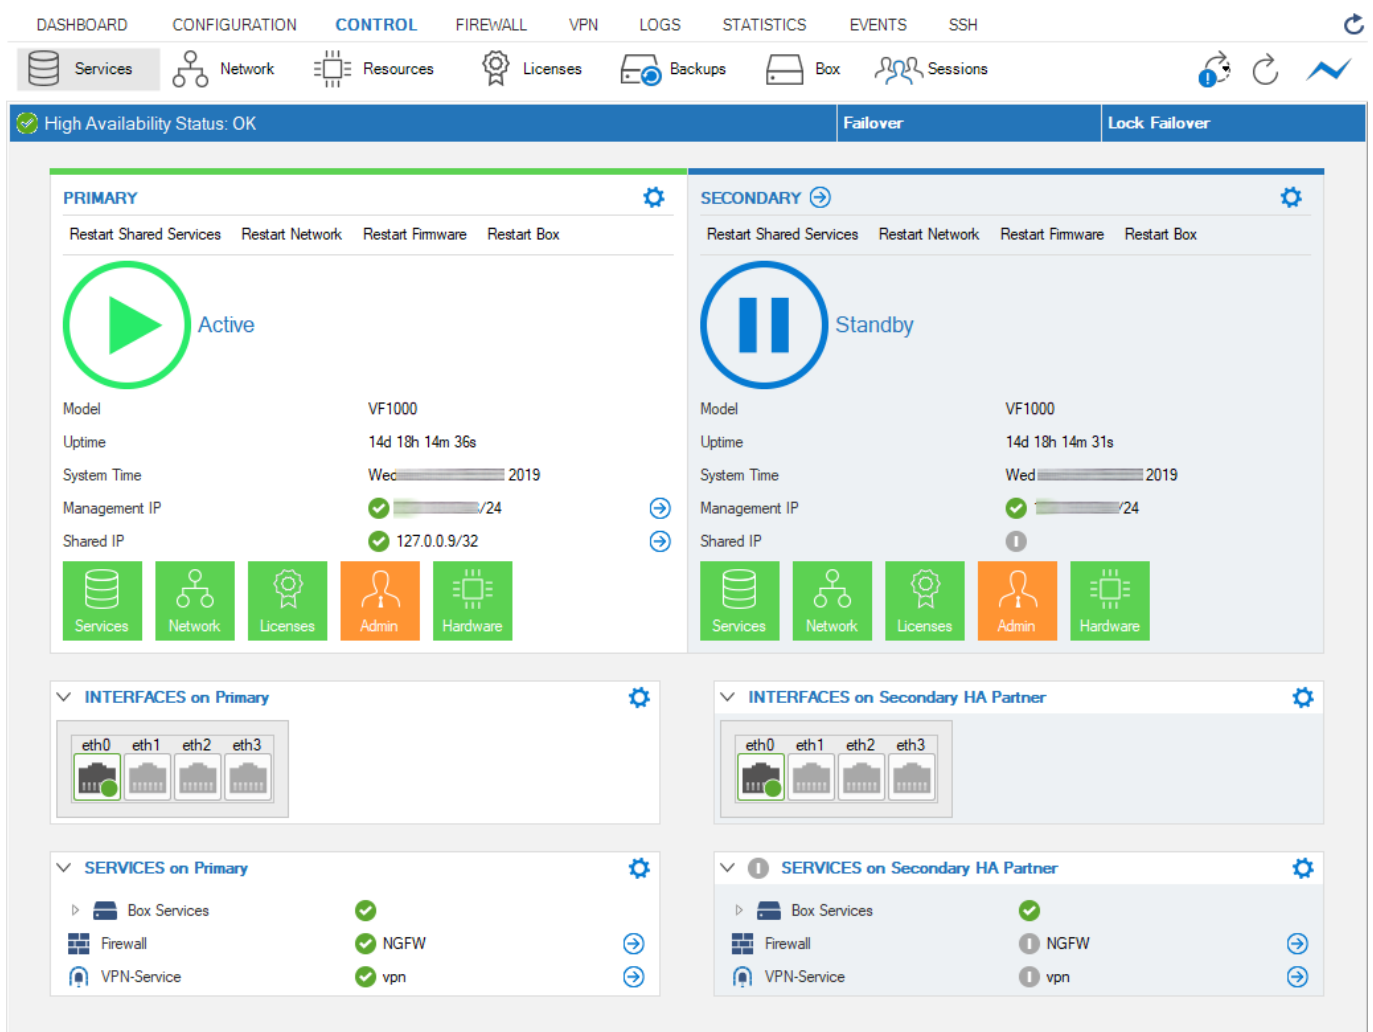 DASHBOARD CONFIGURATION CONTROL FIREWALL VPN LOGS STATISTICS EVENTS SSH
Services Network Resources Licenses Backups Box Sessions
High Availability Status: OK Failover Lock Failover
PRIMARY
Restart Shared Services Restart Network Restart Firmware Restart Box
Active
Model VF1000
Uptime 14d 18h 14m 36s
System Time Wed 2019
Management IP /24
Shared IP 127.0.0.9/32
Services Network Licenses Admin Hardware
SECONDARY
Restart Shared Services Restart Network Restart Firmware Restart Box
Standby
Model VF1000
Uptime 14d 18h 14m 31s
System Time Wed 2019
Management IP /24
Shared IP
Services Network Licenses Admin Hardware
INTERFACES on Primary
eth0 eth1 eth2 eth3
INTERFACES on Secondary HA Partner
eth0 eth1 eth2 eth3
SERVICES on Primary
Box Services
Firewall NGFW
VPN-Service vpn
SERVICES on Secondary HA Partner
Box Services
Firewall NGFW
VPN-Service vpn